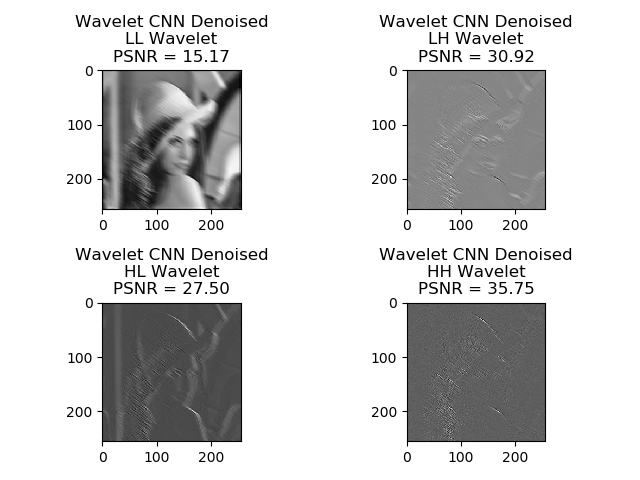 Wavelet CNN Denoised
LL Wavelet
PSNR = 15.17
0
100
200
0 100 200
Wavelet CNN Denoised
LH Wavelet
PSNR = 30.92
0
100
200
0 100 200
Wavelet CNN Denoised
HL Wavelet
PSNR = 27.50
0
100
200
0 100 200
Wavelet CNN Denoised
HH Wavelet
PSNR = 35.75
0
100
200
0 100 200